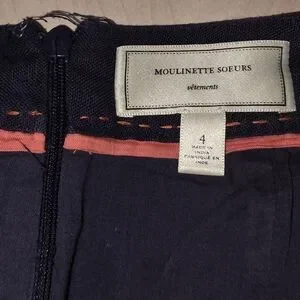 MOULINETTE SOEURS
vêtements
4
MADE IN
INDIA
FABRIQUÉ EN
INDE